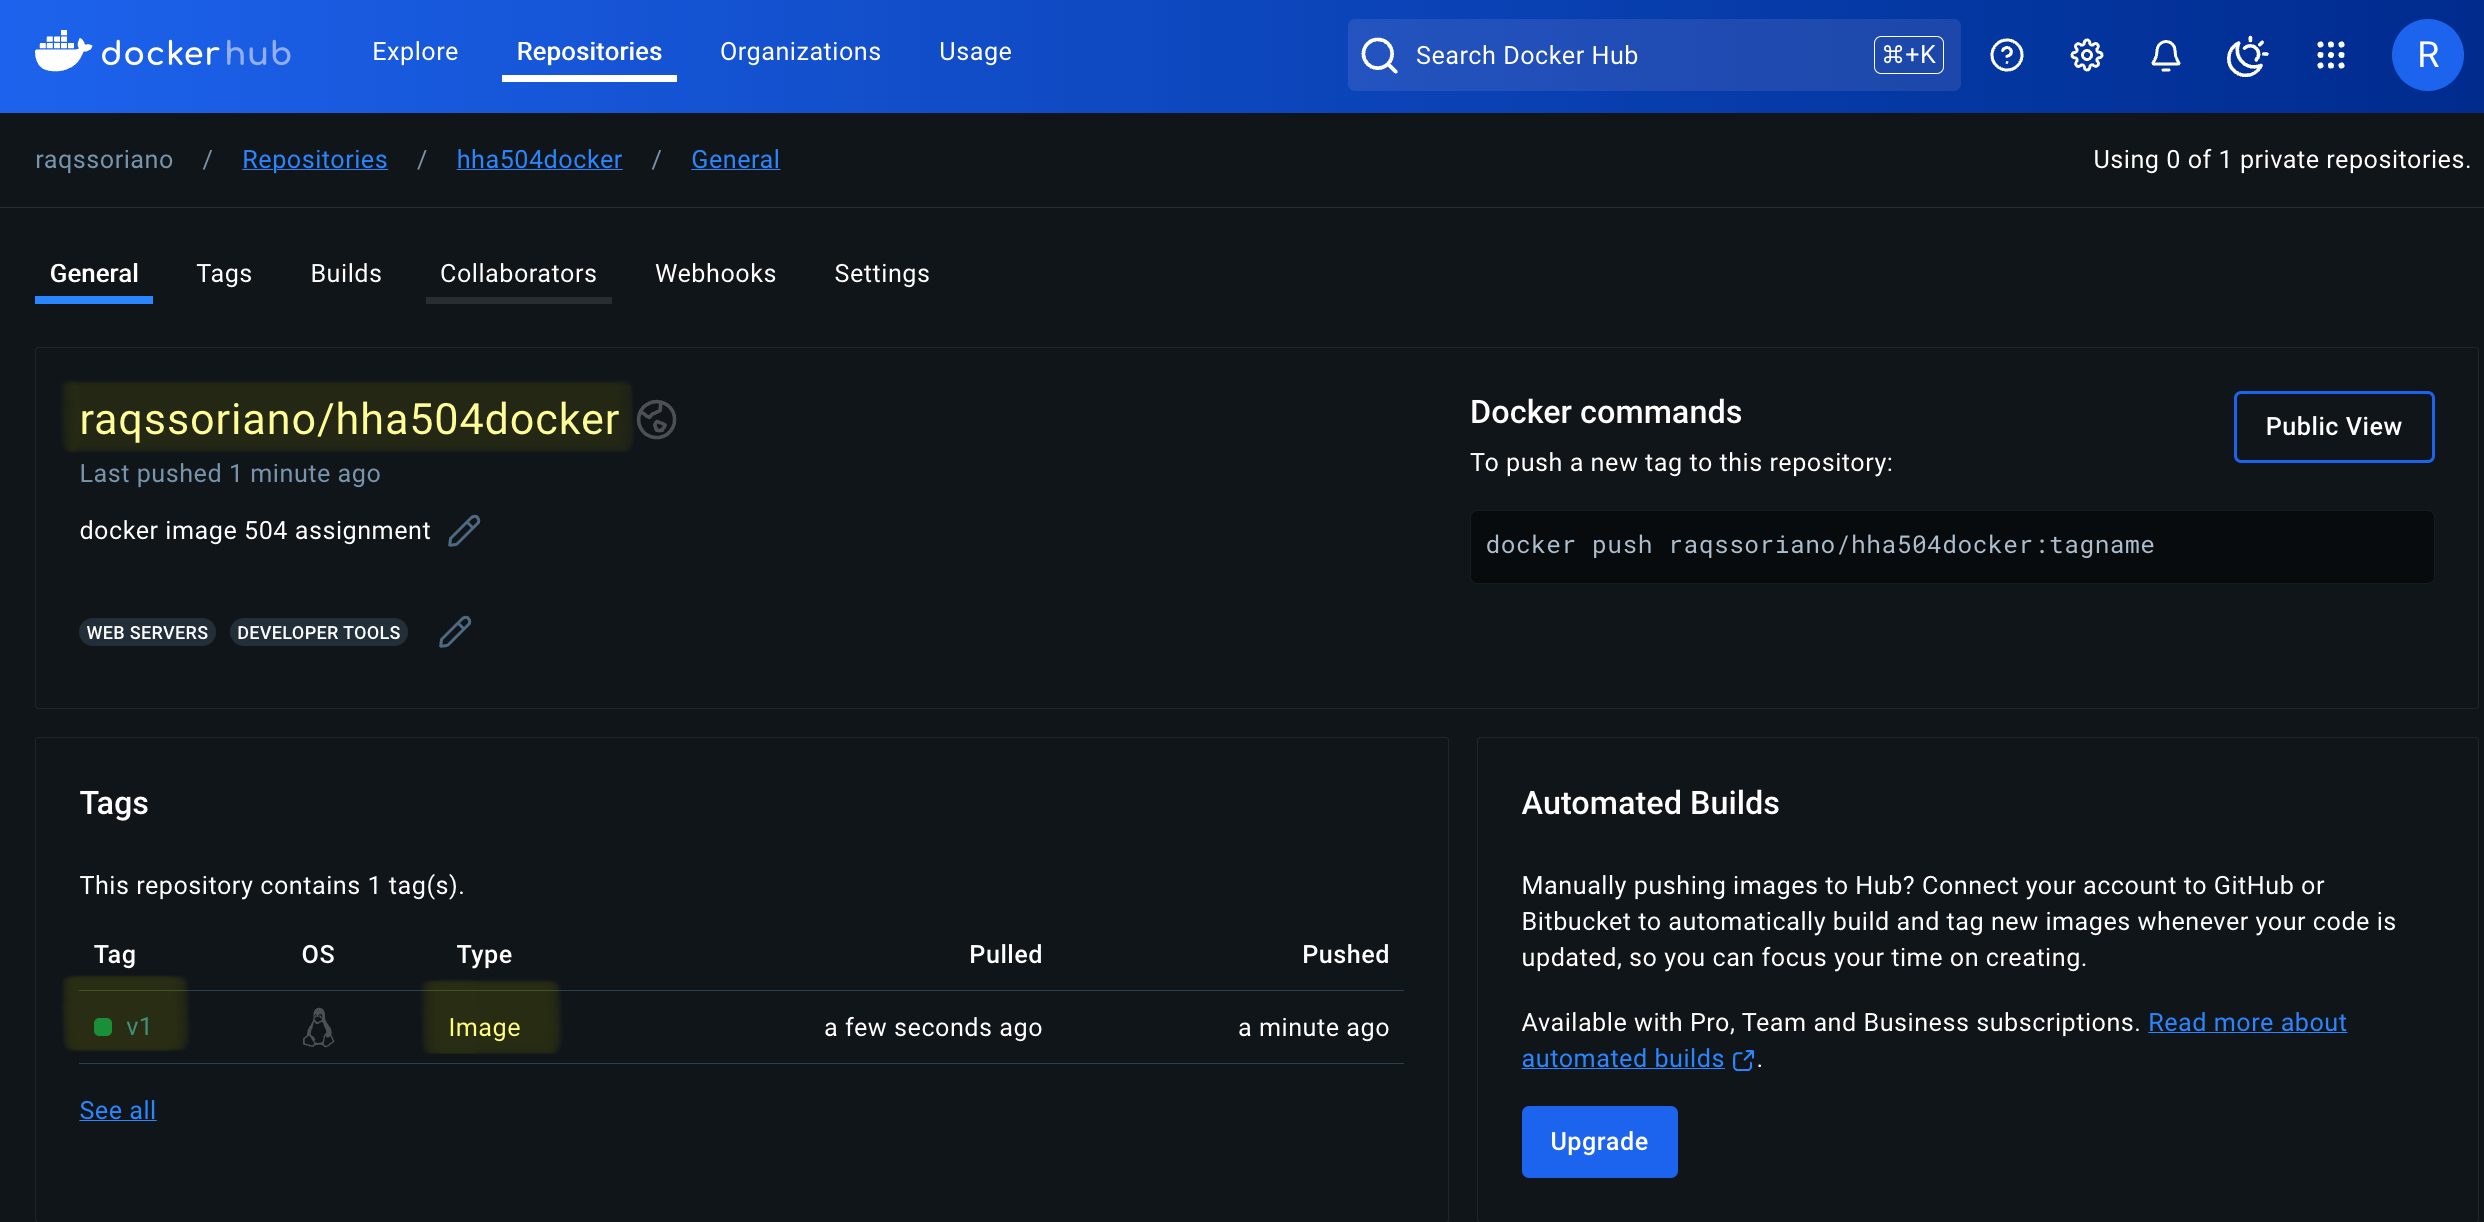 dockerhub Explore Repositories Organizations Usage Search Docker Hub ⌘+K R
raqssoriano / Repositories / hha504docker / General Using 0 of 1 private repositories.
General Tags Builds Collaborators Webhooks Settings
raqssoriano/hha504docker
Last pushed 1 minute ago
docker image 504 assignment
WEB SERVERS DEVELOPER TOOLS
Docker commands
Public View
To push a new tag to this repository:
docker push raqssoriano/hha504docker:tagname
Tags
This repository contains 1 tag(s).
Tag OS Type Pulled Pushed
v1 Image a few seconds ago a minute ago
See all
Automated Builds
Manually pushing images to Hub? Connect your account to GitHub or
Bitbucket to automatically build and tag new images whenever your code is
updated, so you can focus your time on creating.
Available with Pro, Team and Business subscriptions. Read more about
automated builds.
Upgrade